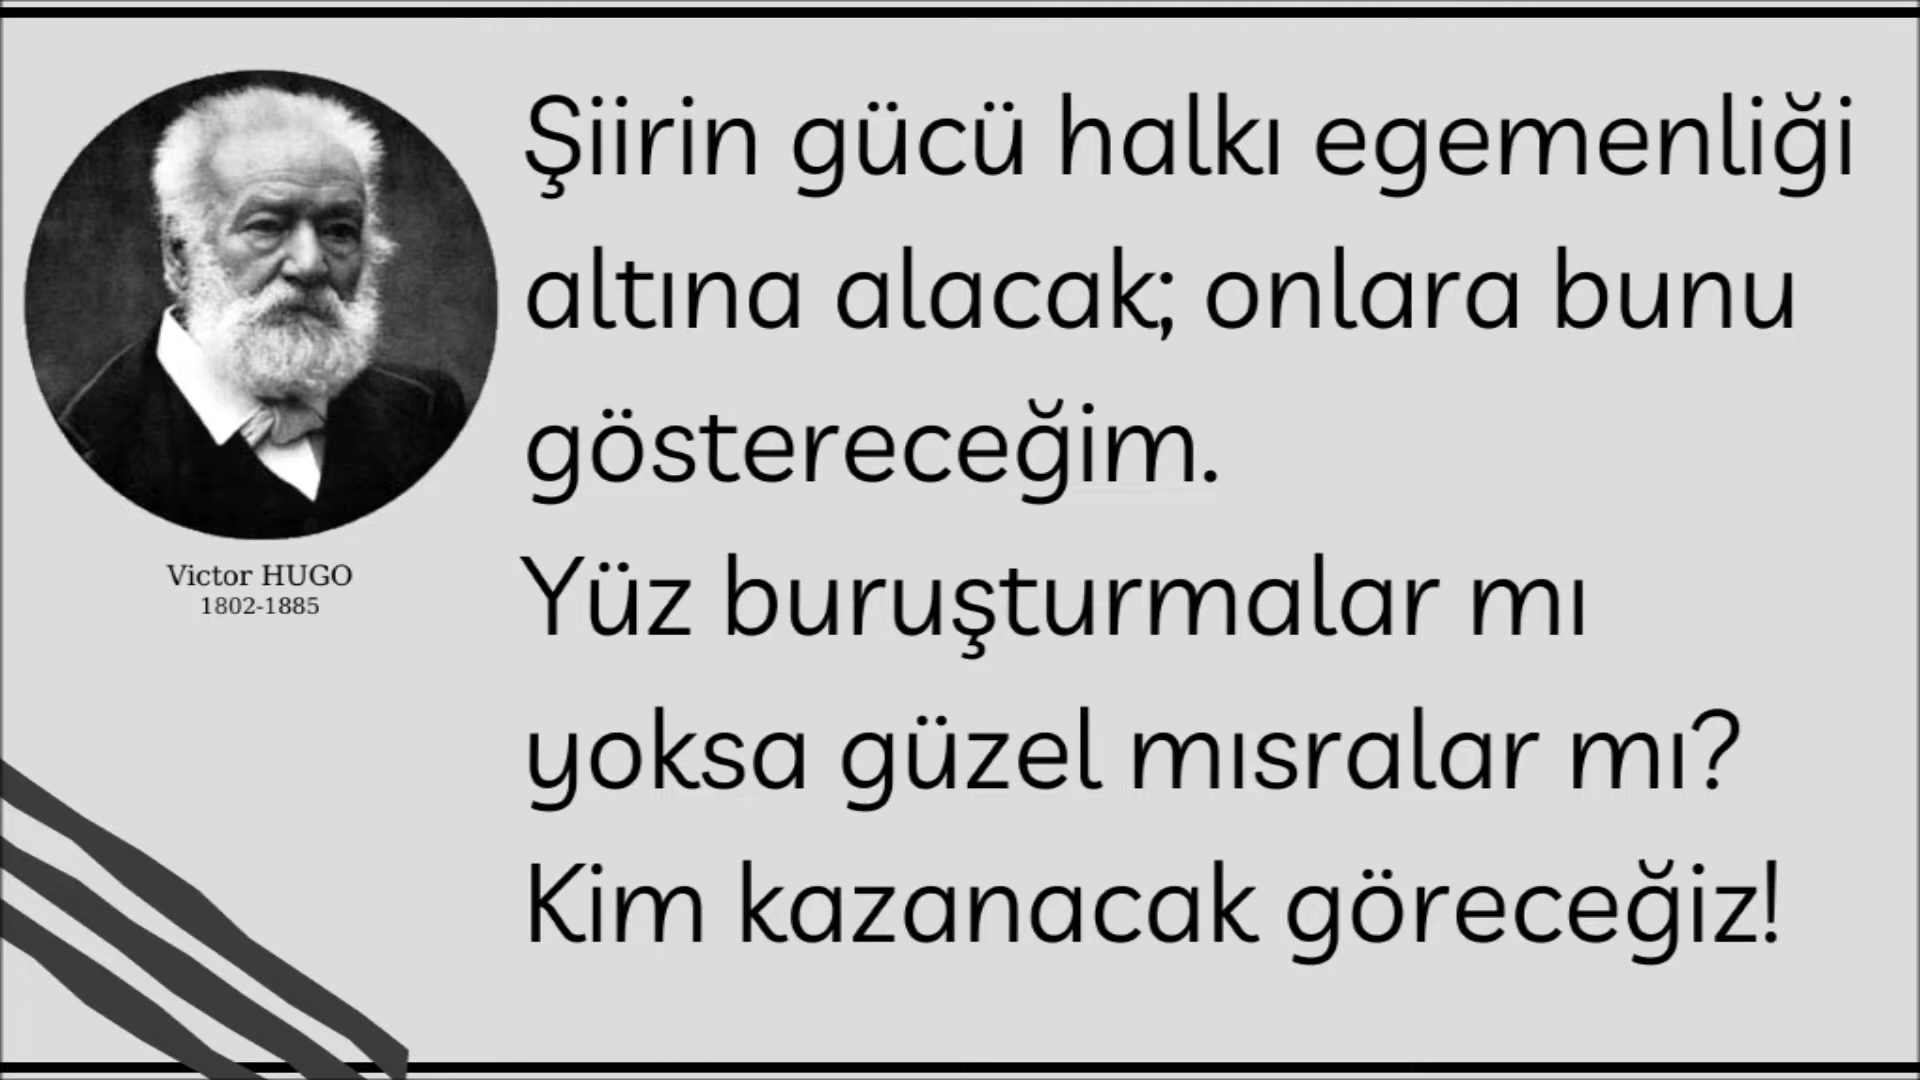 Şiirin gücü halkı egemenliği
altına alacak; onlara bunu
göstereceğim.
Yüz buruşturmalar mı
yoksa güzel mısralar mı?
Kim kazanacak göreceğiz!
Victor HUGO
1802-1885